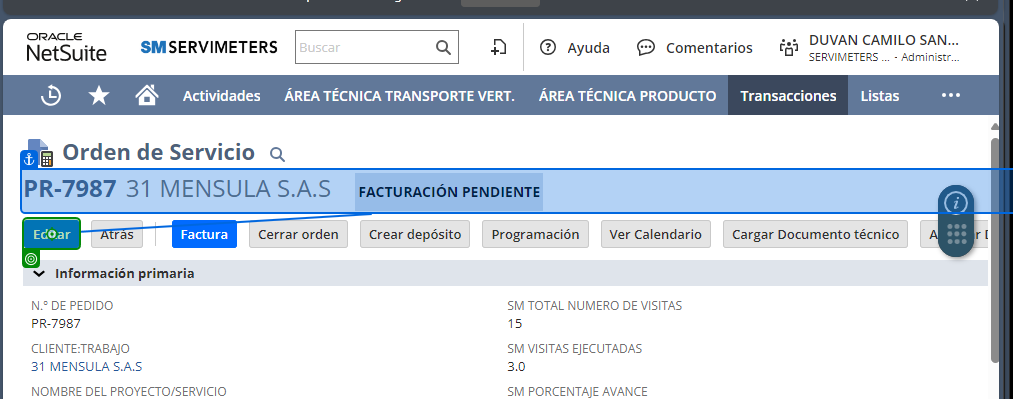 ORACLE
NetSuite
SM SERVIMETERS
Buscar
Ayuda
Comentarios
DUVAN CAMILO SAN...
SERVIMETERS ... - Administr...
Actividades ÁREA TÉCNICA TRANSPORTE VERT. ÁREA TÉCNICA PRODUCTO Transacciones Listas ...
Orden de Servicio
PR-7987 31 MENSULA S.A.S FACTURACIÓN PENDIENTE
Editar Atrás Factura Cerrar orden Crear depósito Programación Ver Calendario Cargar Documento técnico
Información primaria
N.º DE PEDIDO
PR-7987
CLIENTE:TRABAJO
31 MENSULA S.A.S
NOMBRE DEL PROYECTO/SERVICIO
SM TOTAL NUMERO DE VISITAS
15
SM VISITAS EJECUTADAS
3.0
SM PORCENTAJE AVANCE